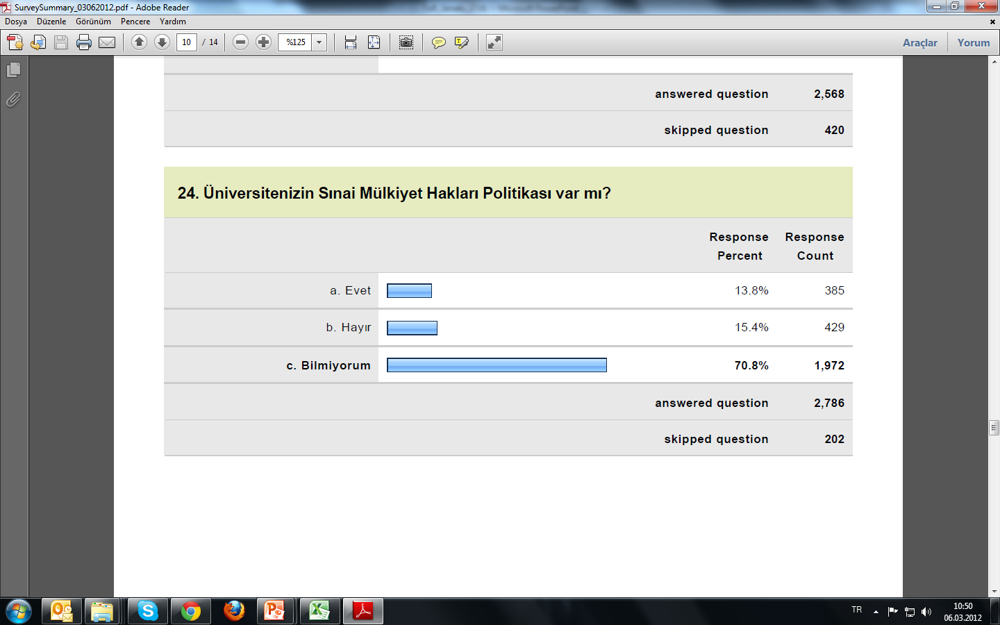 SurveySummary_03062012.pdf - Adobe Reader
Dosya Düzenle Görünüm Pencere Yardım
10 / 14 %125 Araçlar Yorum
answered question 2,568
skipped question 420
24. Üniversitenizin Sınai Mülkiyet Hakları Politikası var mı?
Response Response
Percent Count
a. Evet 13.8% 385
b. Hayır 15.4% 429
c. Bilmiyorum 70.8% 1,972
answered question 2,786
skipped question 202
TR 10:50
06.03.2012